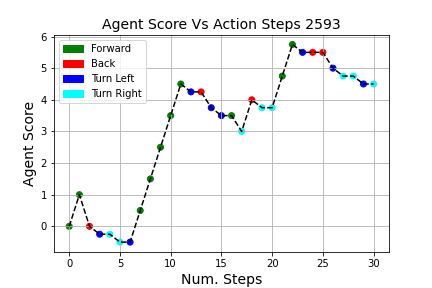 Agent Score Vs Action Steps 2593
Forward
Back
Turn Left
Turn Right
Agent Score
6
5
4
3
2
1
0
0 5 10 15 20 25 30
Num. Steps